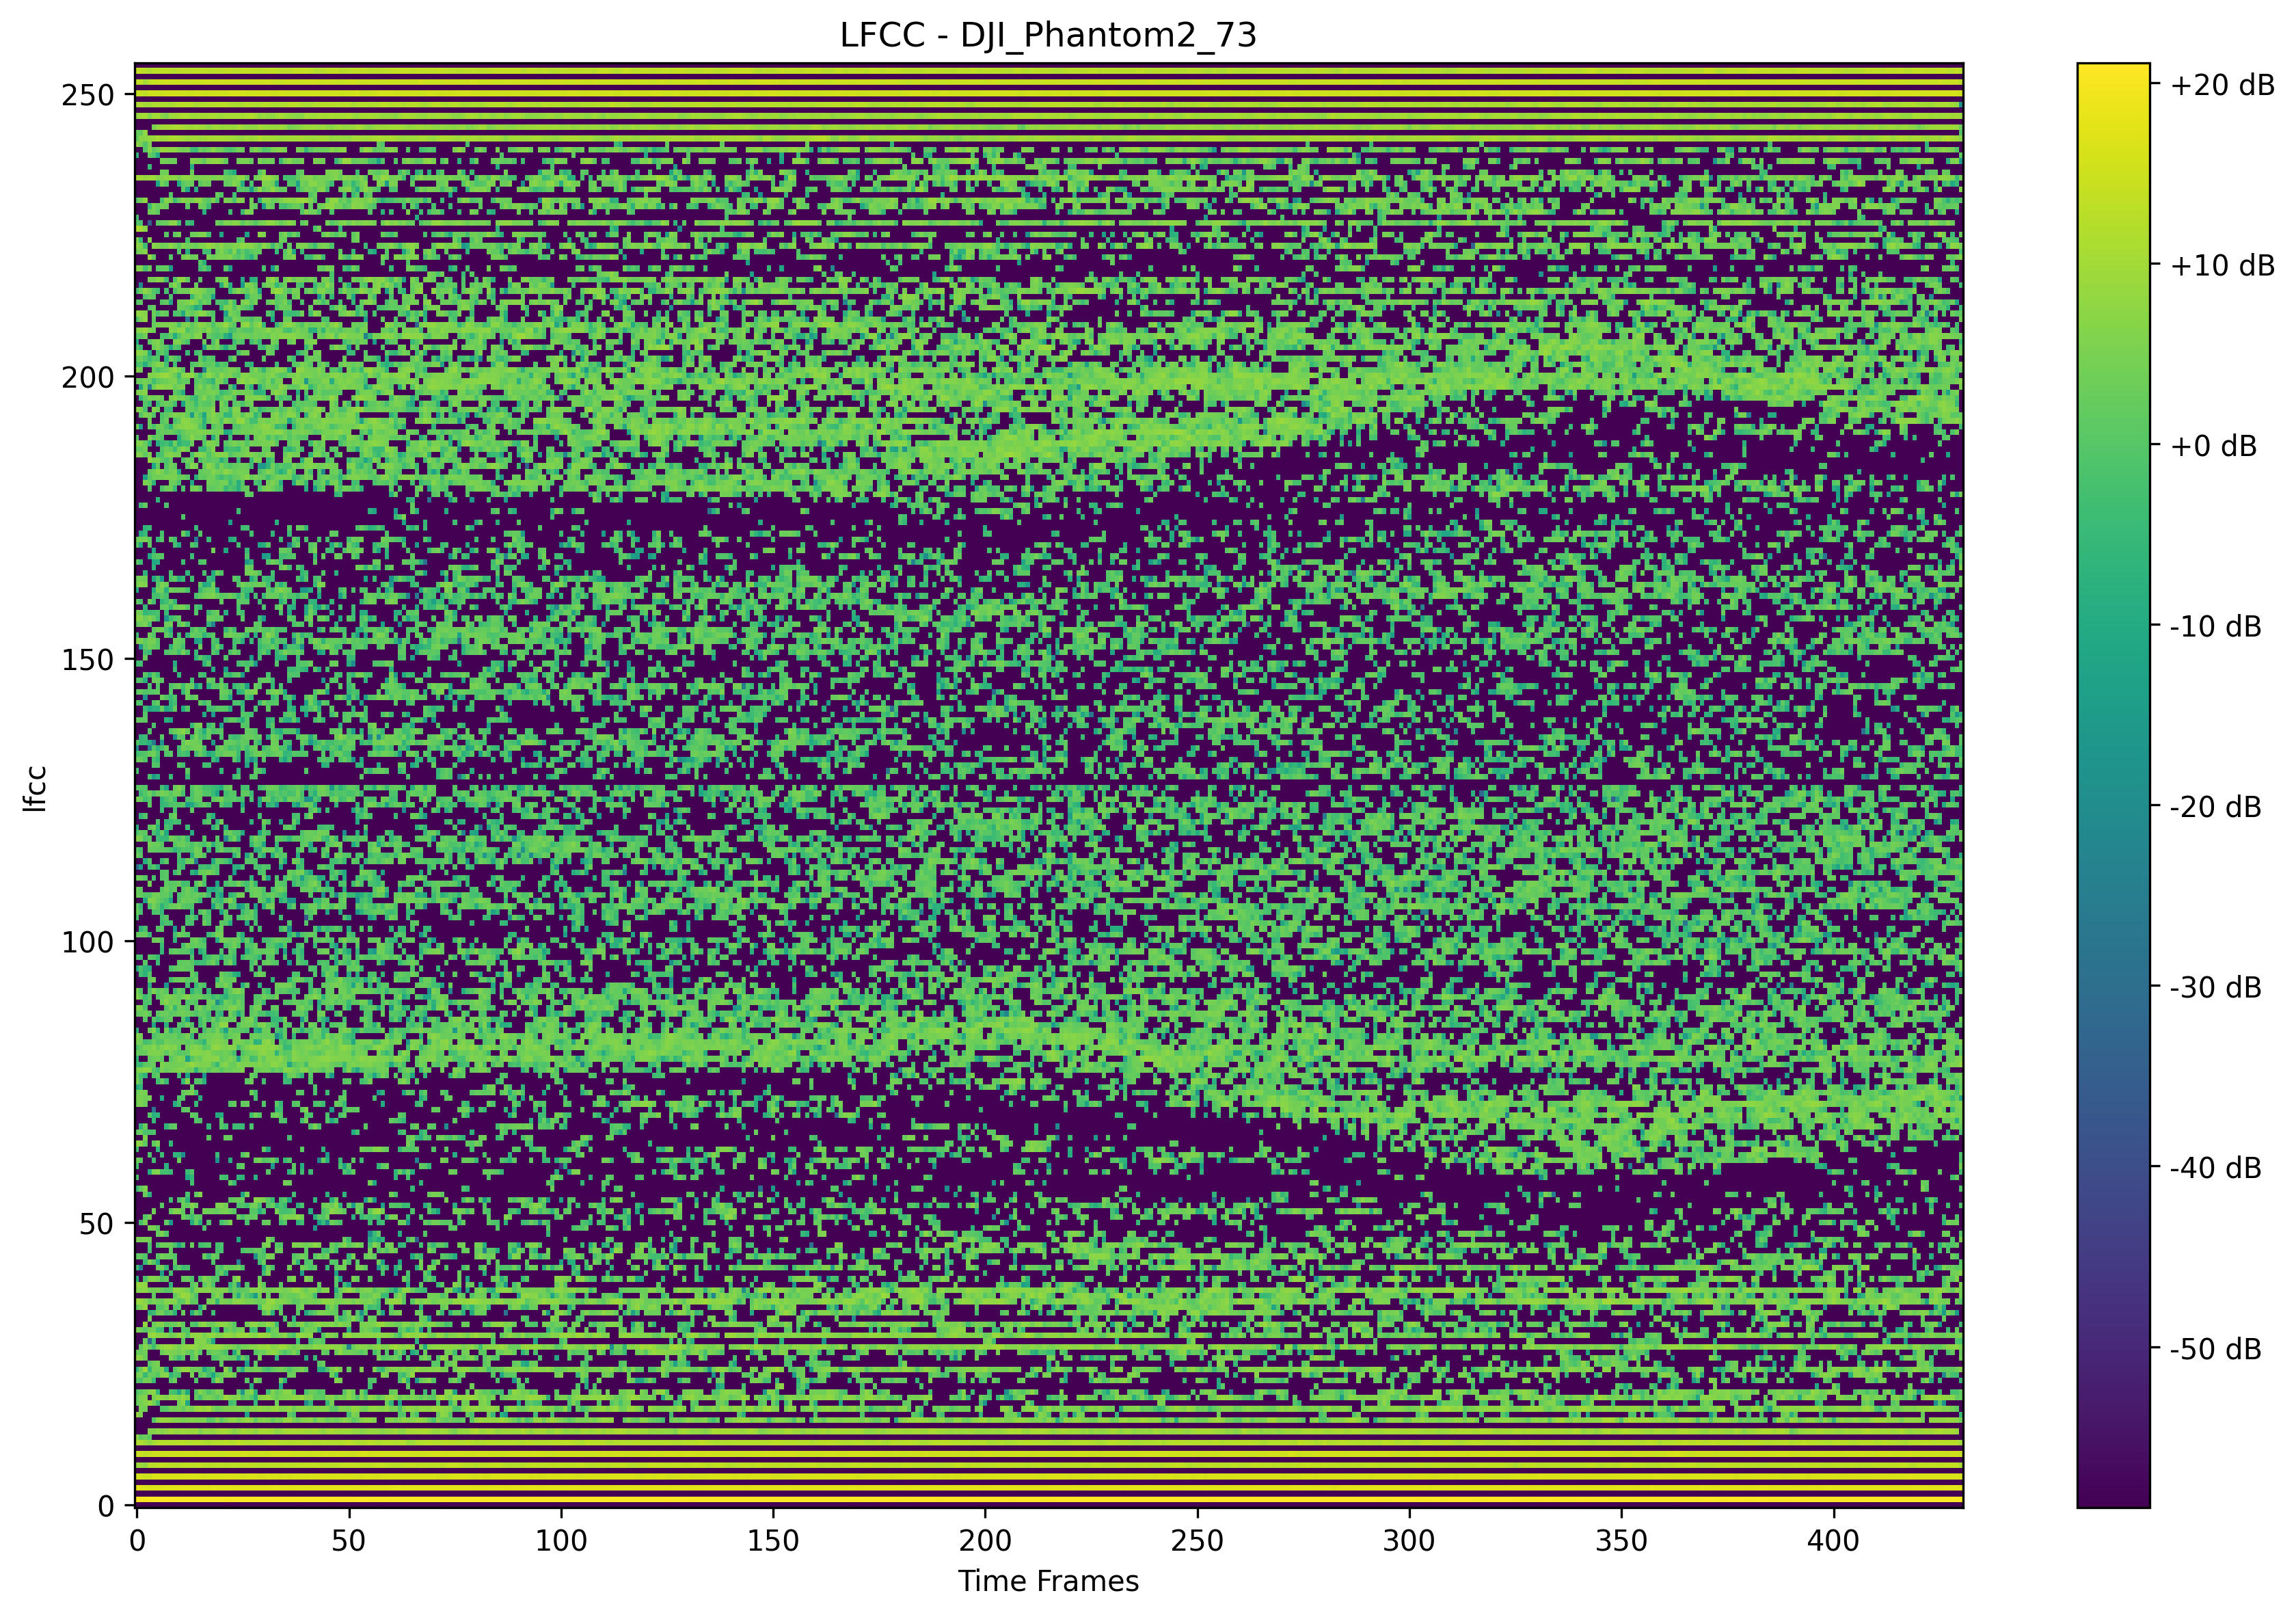 LFCC - DJI_Phantom2_73
250
200
150
100
50
0
lfcc
0 50 100 150 200 250 300 350 400
Time Frames
+20 dB
+10 dB
+0 dB
-10 dB
-20 dB
-30 dB
-40 dB
-50 dB